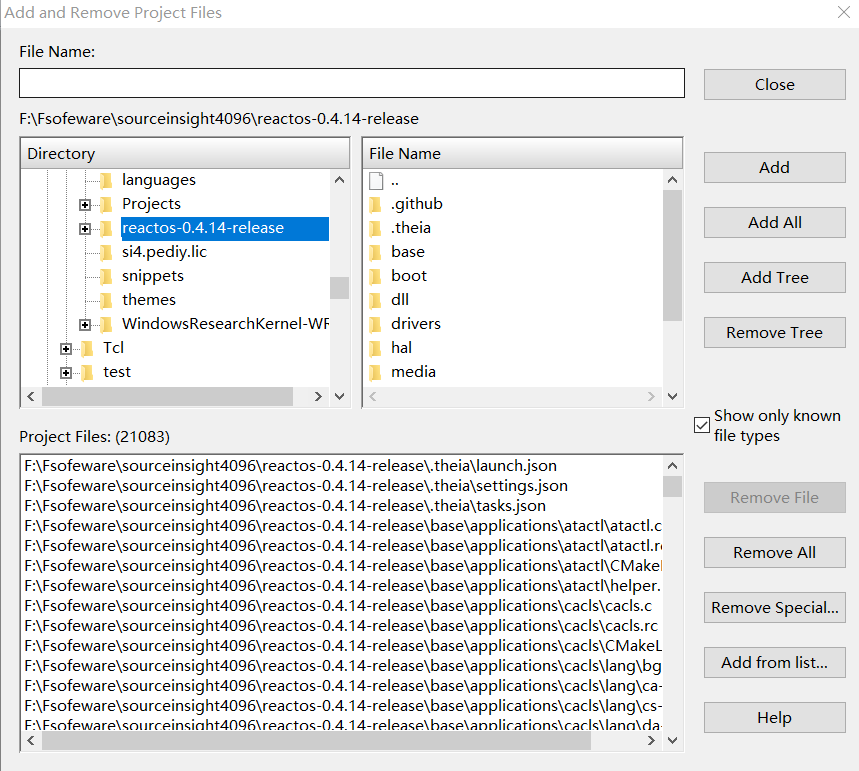 Add and Remove Project Files
File Name:
Close
F:\Fsofeware\sourceinsight4096\reactos-0.4.14-release
Directory
languages
Projects
reactos-0.4.14-release
si4.pediy.lic
snippets
themes
WindowsResearchKernel-WR
Tcl
test
File Name
..
.github
.theia
base
boot
dll
drivers
hal
media
Add
Add All
Add Tree
Remove Tree
Show only known
file types
Project Files: (21083)
F:\Fsofeware\sourceinsight4096\reactos-0.4.14-release\.theia\launch.json
F:\Fsofeware\sourceinsight4096\reactos-0.4.14-release\.theia\settings.json
F:\Fsofeware\sourceinsight4096\reactos-0.4.14-release\.theia\tasks.json
F:\Fsofeware\sourceinsight4096\reactos-0.4.14-release\base\applications\atactl\atactl.c
F:\Fsofeware\sourceinsight4096\reactos-0.4.14-release\base\applications\atactl\atactl.rc
F:\Fsofeware\sourceinsight4096\reactos-0.4.14-release\base\applications\atactl\CMakeL
F:\Fsofeware\sourceinsight4096\reactos-0.4.14-release\base\applications\atactl\helper.
F:\Fsofeware\sourceinsight4096\reactos-0.4.14-release\base\applications\cacls\cacls.c
F:\Fsofeware\sourceinsight4096\reactos-0.4.14-release\base\applications\cacls\cacls.rc
F:\Fsofeware\sourceinsight4096\reactos-0.4.14-release\base\applications\cacls\CMakeL
F:\Fsofeware\sourceinsight4096\reactos-0.4.14-release\base\applications\cacls\lang\bg
F:\Fsofeware\sourceinsight4096\reactos-0.4.14-release\base\applications\cacls\lang\ca-
F:\Fsofeware\sourceinsight4096\reactos-0.4.14-release\base\applications\cacls\lang\cs-
F:\Fsofeware\sourceinsight4096\reactos-0.4.14-release\base\applications\cacls\lang\da-
Remove File
Remove All
Remove Special...
Add from list...
Help